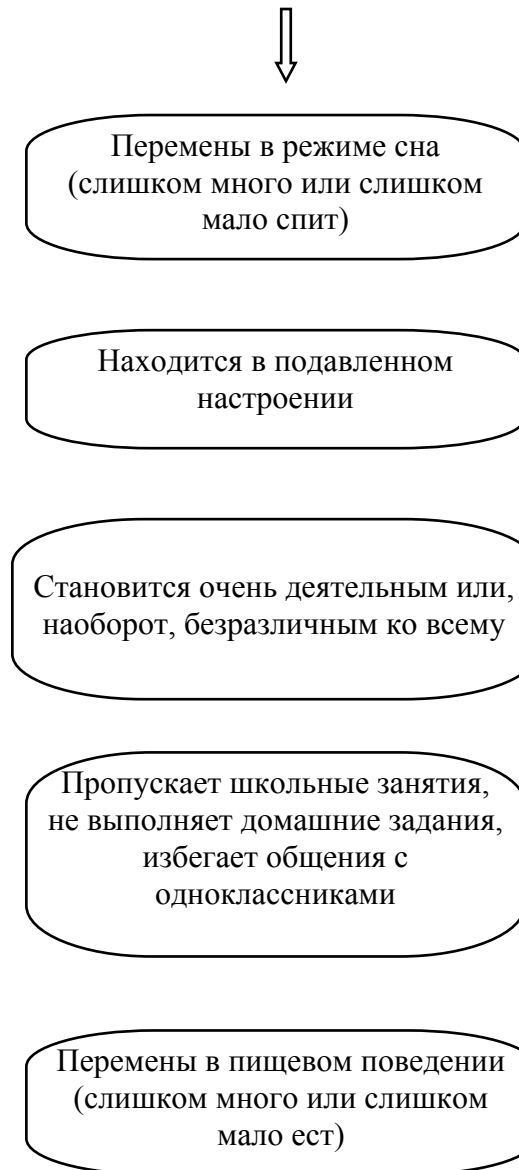 Перемены в режиме сна
(слишком много или слишком
мало спит)
Находится в подавленном
настроении
Становится очень деятельным или,
наоборот, безразличным ко всему
Пропускает школьные занятия,
не выполняет домашние задания,
избегает общения с
одноклассниками
Перемены в пищевом поведении
(слишком много или слишком
мало ест)